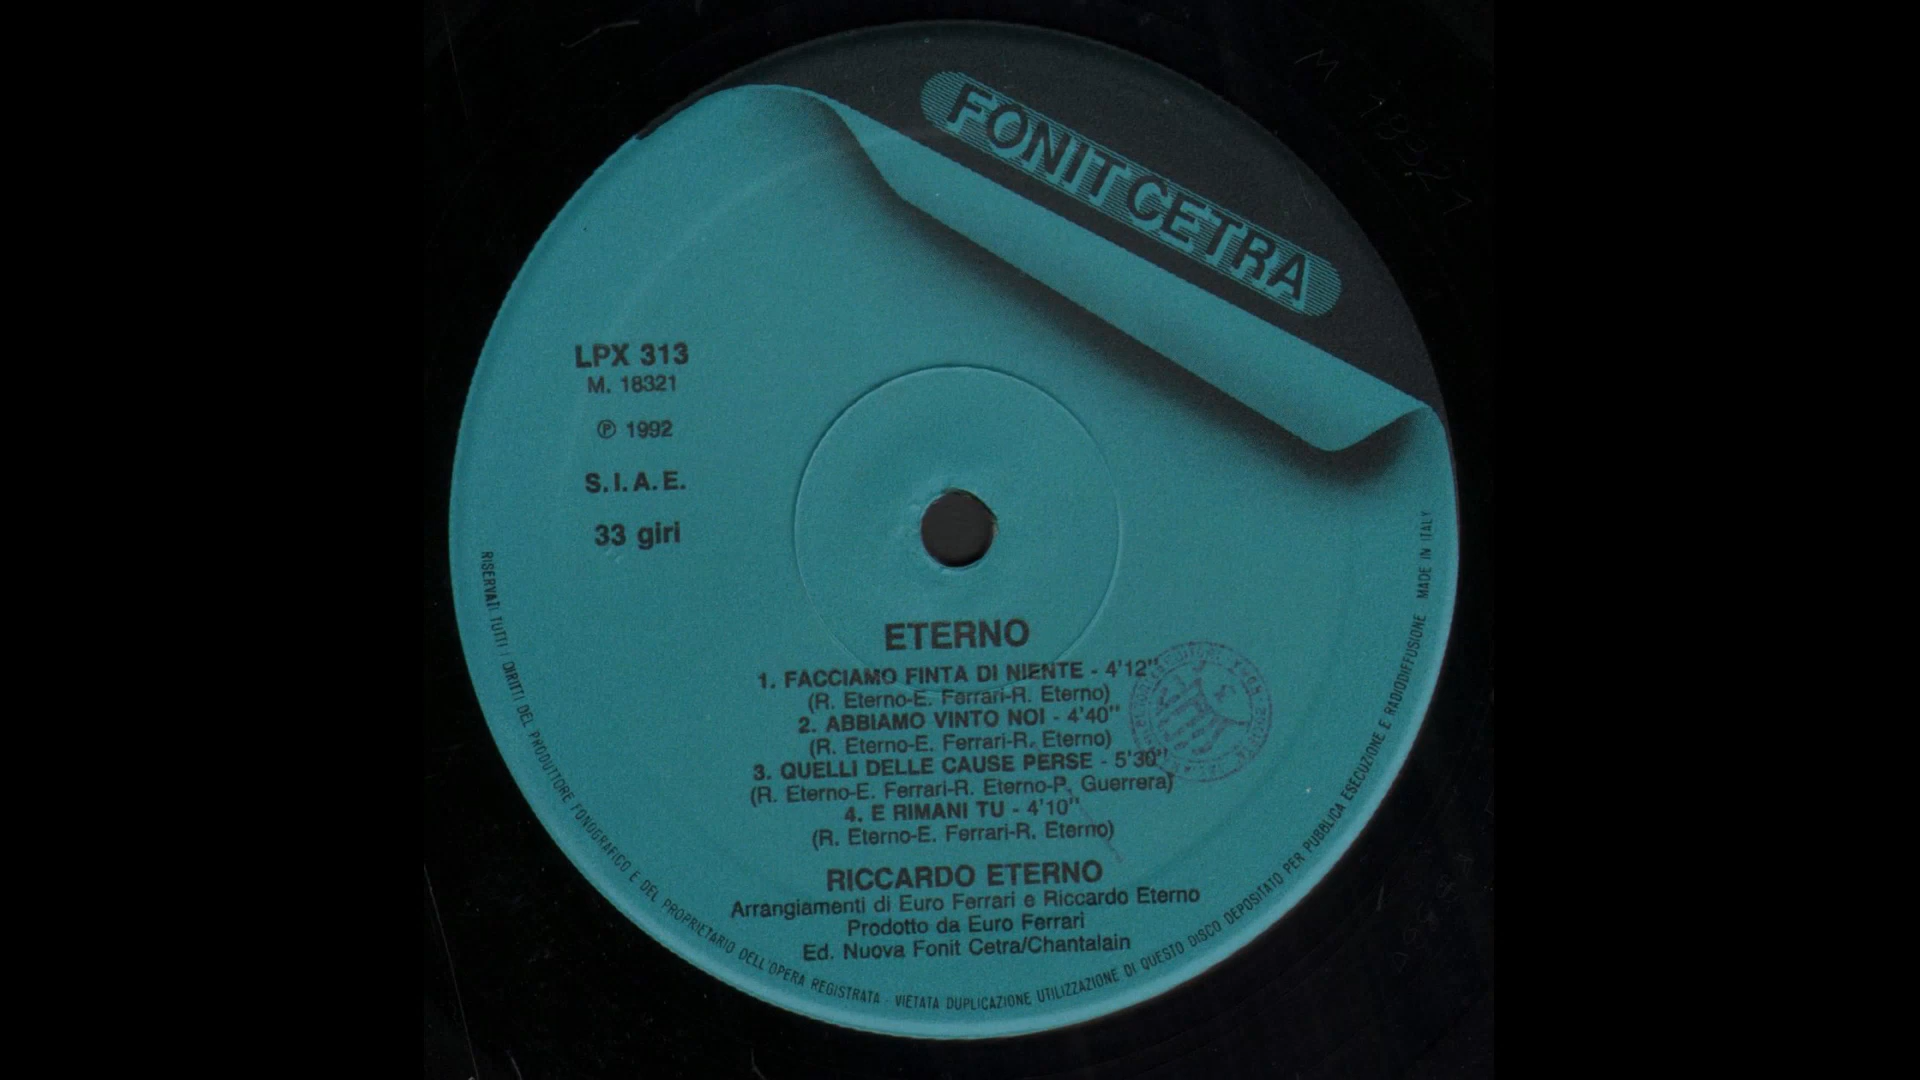 FONIT CETRA
LPX 313
M. 18321
Ⓟ 1992
S.I.A.E.
33 giri
ETERNO
1. FACCIAMO FINTA DI NIENTE - 4'12"
(R. Eterno-E. Ferrari-R. Eterno)
2. ABBIAMO VINTO NOI - 4'40"
(R. Eterno-E. Ferrari-R. Eterno)
3. QUELLI DELLE CAUSE PERSE - 5'30"
(R. Eterno-E. Ferrari-R. Eterno-P. Guerrera)
4. E RIMANI TU - 4'10"
(R. Eterno-E. Ferrari-R. Eterno)
RICCARDO ETERNO
Arrangiamenti di Euro Ferrari e Riccardo Eterno
Prodotto da Euro Ferrari
Ed. Nuova Fonit Cetra/Chantalain
RISERVATI TUTTI I DIRITTI DEL PRODUTTORE FONOGRAFICO E DEL PROPRIETARIO DELL'OPERA REGISTRATA - VIETATA DUPLICAZIONE UTILIZZAZIONE DI QUESTO DISCO DEPOSITATO PER PUBBLICA ESECUZIONE E RADIODIFFUSIONE MADE IN ITALY